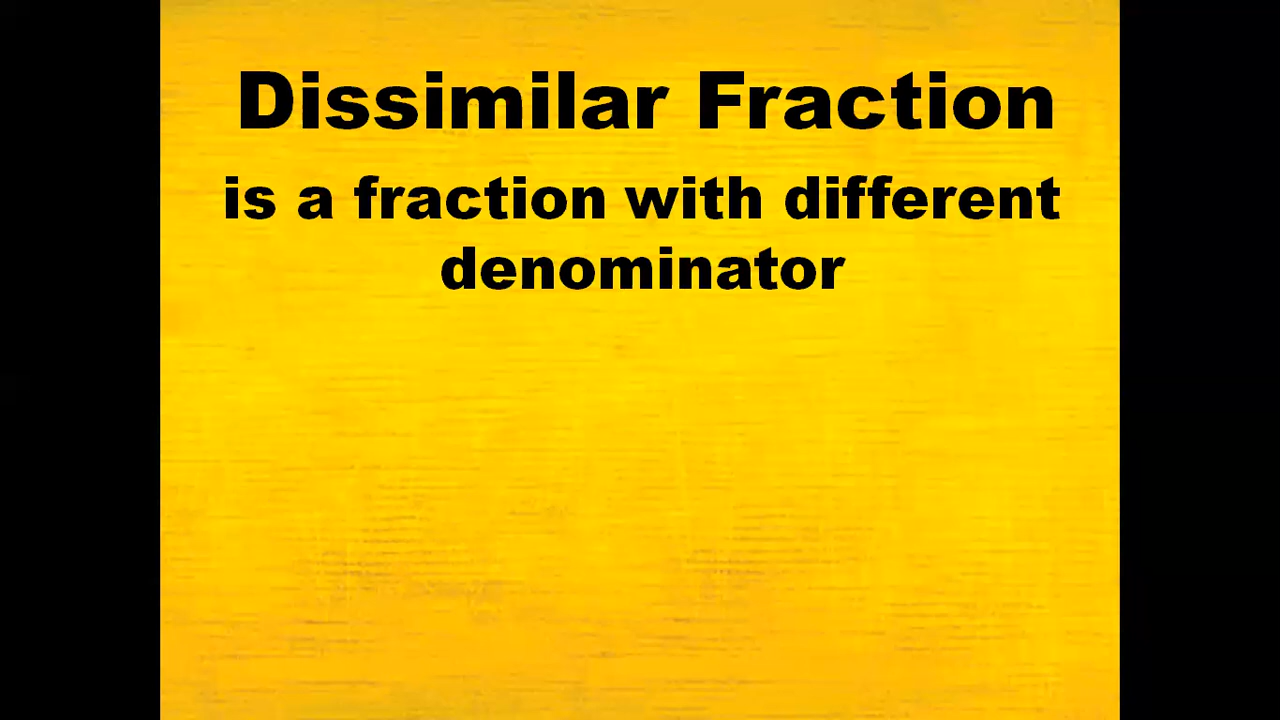 Dissimilar Fraction
is a fraction with different
denominator